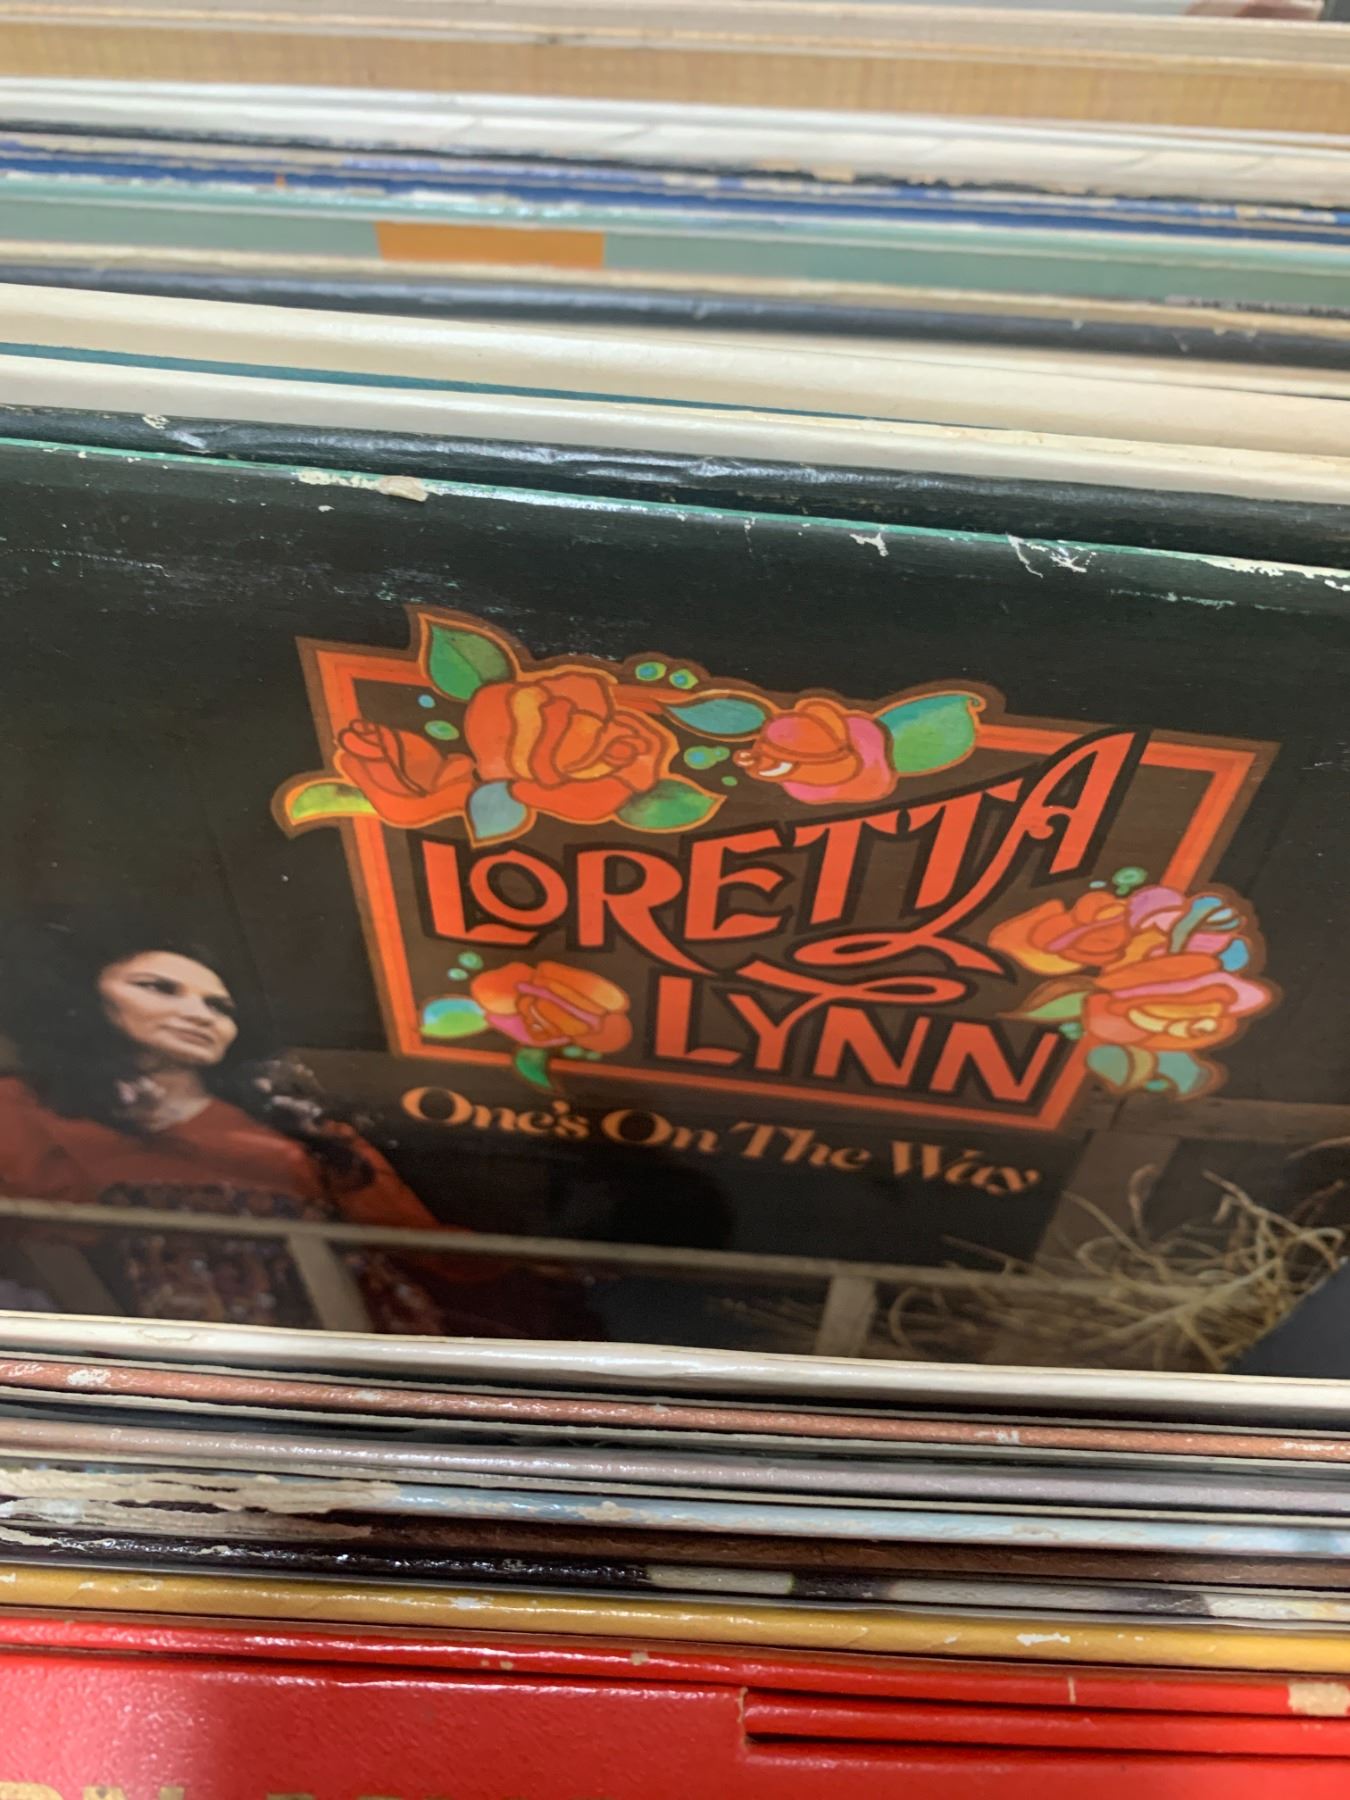 LORETTA
LYNN
One's On The Way